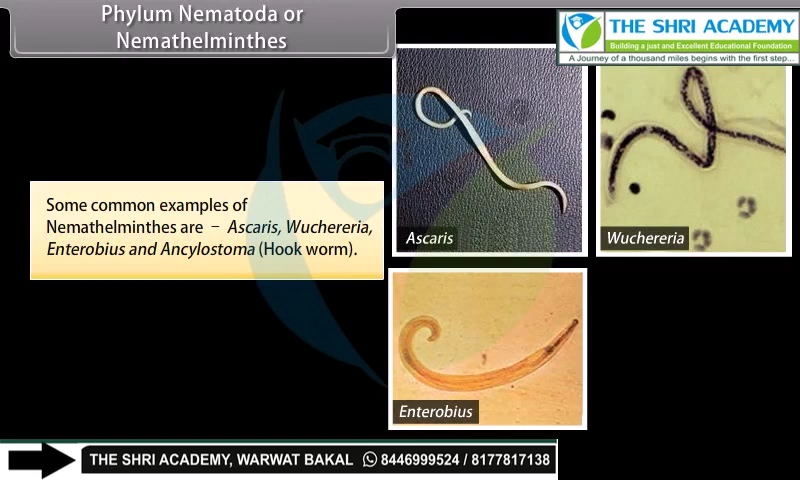 Phylum Nematoda or
Nemathelminthes
THE SHRI ACADEMY
Building a just and Excellent Educational Foundation
A Journey of a thousand miles begins with the first step...
Some common examples of
Nemathelminthes are – Ascaris, Wuchereria,
Enterobius and Ancylostoma (Hook worm).
Ascaris
Wuchereria
Enterobius
THE SHRI ACADEMY, WARWAT BAKAL 8446999524 / 8177817138